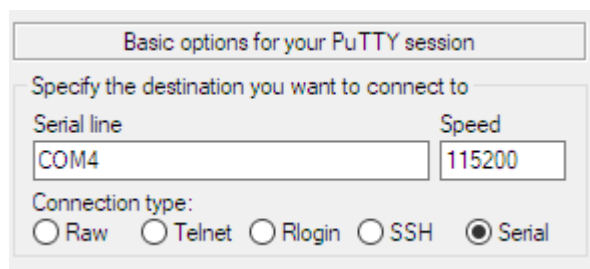 Basic options for your PuTTY session
Specify the destination you want to connect to
Serial line Speed
COM4 115200
Connection type:
Raw Telnet Rlogin SSH Serial